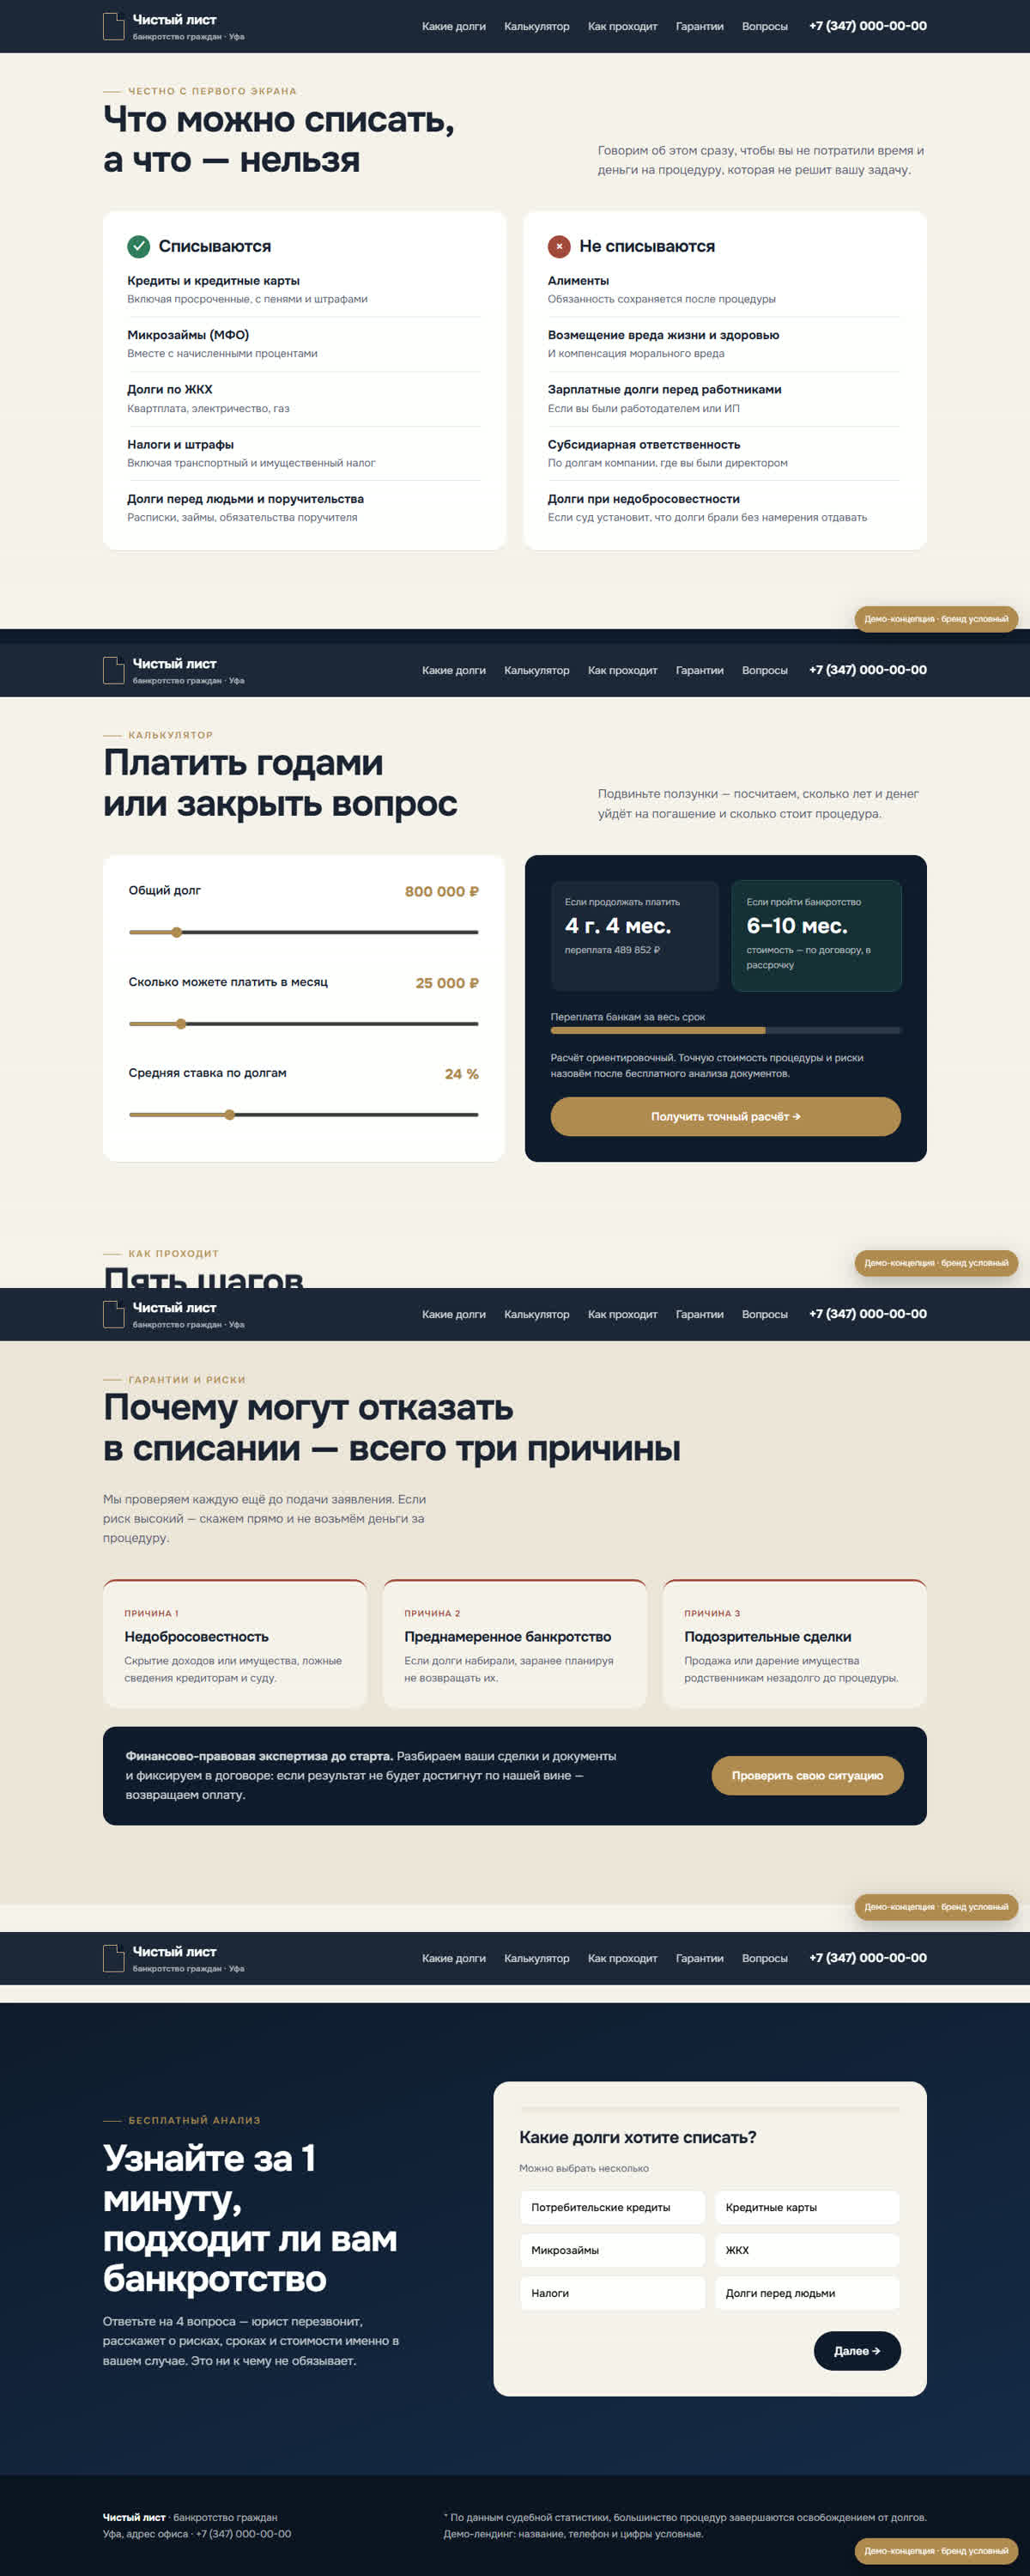 Чистый лист
банкротство граждан · Уфа
Какие долги
Калькулятор
Как проходит
Гарантии
Вопросы
+7 (347) 000-00-00
ЧЕСТНО С ПЕРВОГО ЭКРАНА
Что можно списать,
а что — нельзя
Говорим об этом сразу, чтобы вы не потратили время и
деньги на процедуру, которая не решит вашу задачу.
Списываются
Кредиты и кредитные карты
Включая просроченные, с пенями и штрафами
Микрозаймы (МФО)
Вместе с начисленными процентами
Долги по ЖКХ
Квартплата, электричество, газ
Налоги и штрафы
Включая транспортный и имущественный налог
Долги перед людьми и поручительства
Расписки, займы, обязательства поручителя
Не списываются
Алименты
Обязанность сохраняется после процедуры
Возмещение вреда жизни и здоровью
И компенсация морального вреда
Зарплатные долги перед работниками
Если вы были работодателем или ИП
Субсидиарная ответственность
По долгам компании, где вы были директором
Долги при недобросовестности
Если суд установит, что долги брали без намерения отдавать
Демо-концепция · бренд условный
Чистый лист
банкротство граждан · Уфа
Какие долги
Калькулятор
Как проходит
Гарантии
Вопросы
+7 (347) 000-00-00
КАЛЬКУЛЯТОР
Платить годами
или закрыть вопрос
Подвиньте ползунки — посчитаем, сколько лет и денег
уйдёт на погашение и сколько стоит процедура.
Общий долг
800 000 ₽
Сколько можете платить в месяц
25 000 ₽
Средняя ставка по долгам
24 %
Если продолжать платить
4 г. 4 мес.
переплата 489 852 ₽
Если пройти банкротство
6–10 мес.
стоимость — по договору, в
рассрочку
Переплата банкам за весь срок
Расчёт ориентировочный. Точную стоимость процедуры и риски
назовём после бесплатного анализа документов.
Получить точный расчёт →
КАК ПРОХОДИТ
Пять шагов
Демо-концепция · бренд условный
Чистый лист
банкротство граждан · Уфа
Какие долги
Калькулятор
Как проходит
Гарантии
Вопросы
+7 (347) 000-00-00
ГАРАНТИИ И РИСКИ
Почему могут отказать
в списании — всего три причины
Мы проверяем каждую ещё до подачи заявления. Если
риск высокий — скажем прямо и не возьмём деньги за
процедуру.
ПРИЧИНА 1
Недобросовестность
Скрытие доходов или имущества, ложные
сведения кредиторам и суду.
ПРИЧИНА 2
Преднамеренное банкротство
Если долги набирали, заранее планируя
не возвращать их.
ПРИЧИНА 3
Подозрительные сделки
Продажа или дарение имущества
родственникам незадолго до процедуры.
Финансово-правовая экспертиза до старта. Разбираем ваши сделки и документы
и фиксируем в договоре: если результат не будет достигнут по нашей вине —
возвращаем оплату.
Проверить свою ситуацию
Демо-концепция · бренд условный
Чистый лист
банкротство граждан · Уфа
Какие долги
Калькулятор
Как проходит
Гарантии
Вопросы
+7 (347) 000-00-00
БЕСПЛАТНЫЙ АНАЛИЗ
Узнайте за 1
минуту,
подходит ли вам
банкротство
Ответьте на 4 вопроса — юрист перезвонит,
расскажет о рисках, сроках и стоимости именно в
вашем случае. Это ни к чему не обязывает.
Какие долги хотите списать?
Можно выбрать несколько
Потребительские кредиты
Кредитные карты
Микрозаймы
ЖКХ
Налоги
Долги перед людьми
Далее →
Чистый лист · банкротство граждан
Уфа, адрес офиса · +7 (347) 000-00-00
* По данным судебной статистики, большинство процедур завершаются освобождением от долгов.
Демо-лендинг: название, телефон и цифры условные.
Демо-концепция · бренд условный